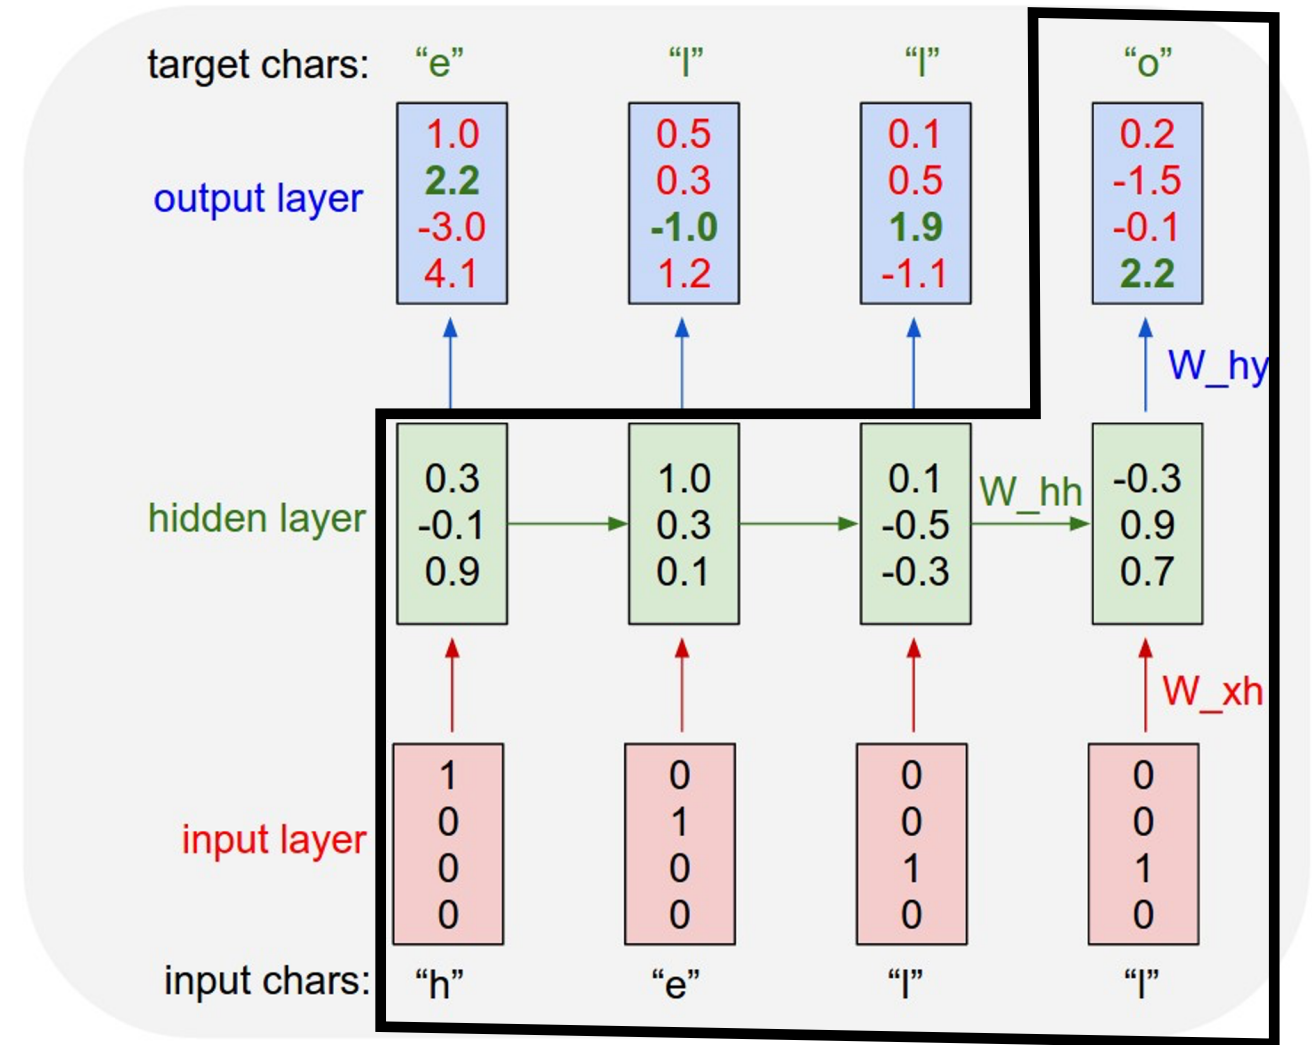 target chars: “e” “l” “l” “o”
output layer
1.0 0.5 0.1 0.2
2.2 0.3 0.5 -1.5
-3.0 -1.0 1.9 -0.1
4.1 1.2 -1.1 2.2
W_hy
hidden layer
0.3 1.0 0.1 -0.3
-0.1 0.3 -0.5 0.9
0.9 0.1 -0.3 0.7
W_hh
W_xh
input layer
1 0 0 0
0 1 0 0
0 0 1 1
0 0 0 0
input chars: “h” “e” “l” “l”